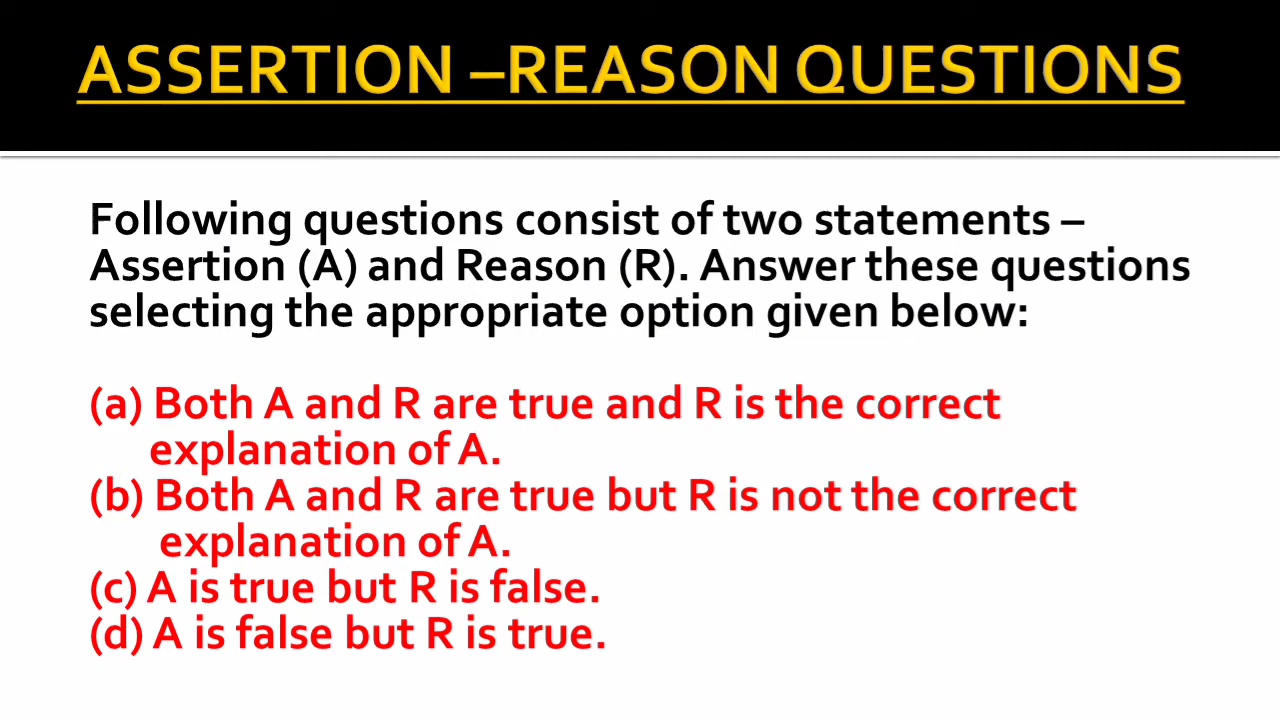 ASSERTION –REASON QUESTIONS
Following questions consist of two statements –
Assertion (A) and Reason (R). Answer these questions
selecting the appropriate option given below:
(a) Both A and R are true and R is the correct
explanation of A.
(b) Both A and R are true but R is not the correct
explanation of A.
(c) A is true but R is false.
(d) A is false but R is true.